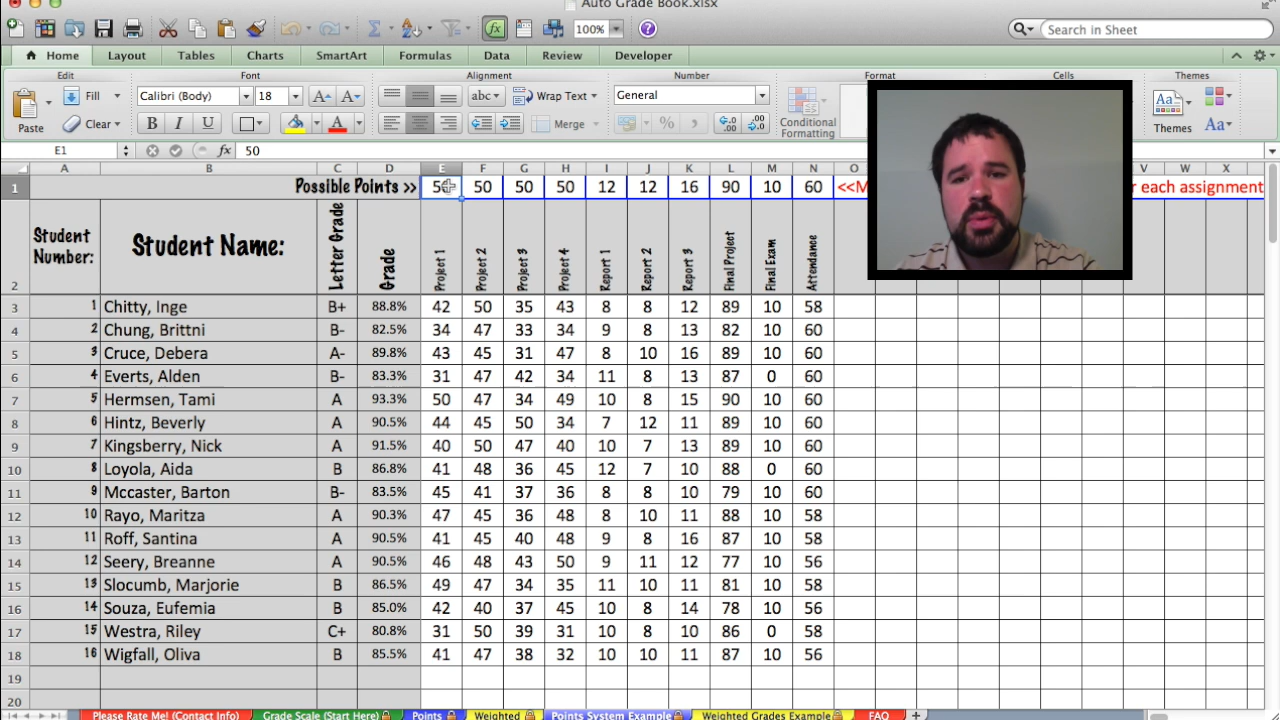 Auto Grade Book.xlsx
100%
Search in Sheet
Home Layout Tables Charts SmartArt Formulas Data Review Developer
Edit Font Alignment Number Format Cells Themes
Fill Calibri (Body) 18 abc Wrap Text General
Paste Clear B I U A Merge % Conditional Formatting Themes Aa
E1 fx 50
A B C D E F G H I J K L M N O V W X
1 Possible Points >> 50 50 50 12 12 16 90 10 60 r each assignment
2 Student Number: Student Name: Letter Grade Grade Project 1 Project 2 Project 3 Project 4 Report 1 Report 2 Report 3 Final Project Final Exam Attendance
3 1 Chitty, Inge B+ 88.8% 42 50 35 43 8 8 12 89 10 58
4 2 Chung, Brittni B- 82.5% 34 47 33 34 9 8 13 82 10 60
5 3 Cruce, Debera A- 89.8% 43 45 31 47 8 10 16 89 10 60
6 4 Everts, Alden B- 83.3% 31 47 42 34 11 8 13 87 0 60
7 5 Hermsen, Tami A 93.3% 50 47 34 49 10 8 15 90 10 60
8 6 Hintz, Beverly A 90.5% 44 45 50 34 7 12 11 89 10 60
9 7 Kingsberry, Nick A 91.5% 40 50 47 40 10 7 13 89 10 60
10 8 Loyola, Aida B 86.8% 41 48 36 45 12 7 10 88 0 60
11 9 Mccaster, Barton B- 83.5% 45 41 37 36 8 8 10 79 10 60
12 10 Rayo, Maritza A 90.3% 47 45 36 48 8 10 11 88 10 58
13 11 Roff, Santina A 90.5% 41 45 40 48 9 8 16 87 10 58
14 12 Seery, Breanne A 90.5% 46 48 43 50 9 11 12 77 10 56
15 13 Slocumb, Marjorie B 86.5% 49 47 34 35 11 10 11 81 10 58
16 14 Souza, Eufemia B 85.0% 42 40 37 45 10 8 14 78 10 56
17 15 Westra, Riley C+ 80.8% 31 50 39 31 10 8 10 86 0 58
18 16 Wigfall, Oliva B 85.5% 41 47 38 32 10 10 11 87 10 56
19
20
Please Rate Me! (Contact Info) Grade Scale (Start Here) Points Weighted Points System Example Weighted Grades Example FAQ +